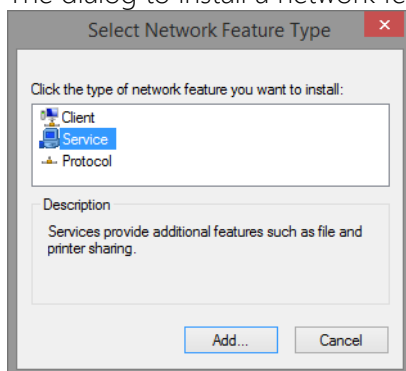 The dialog to install a network fe
Select Network Feature Type
Click the type of network feature you want to install:
Client
Service
Protocol
Description
Services provide additional features such as file and
printer sharing.
Add...
Cancel